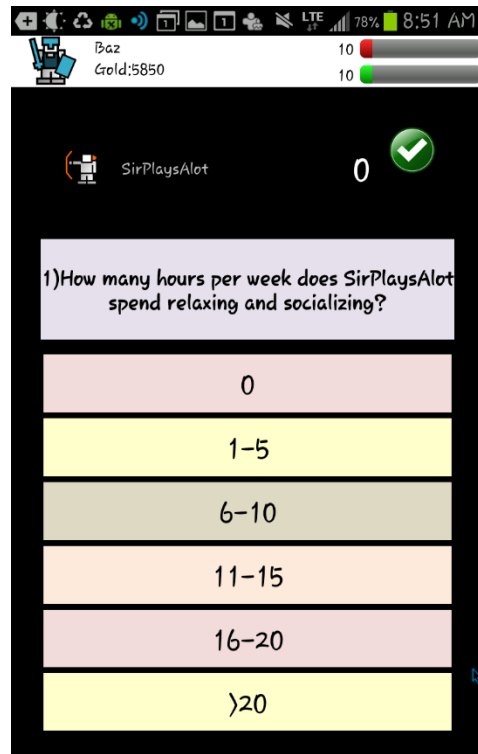 LTE 78% 8:51 AM
Baz 10
Gold:5850 10
SirPlaysAlot 0
1)How many hours per week does SirPlaysAlot
spend relaxing and socializing?
0
1-5
6-10
11-15
16-20
>20